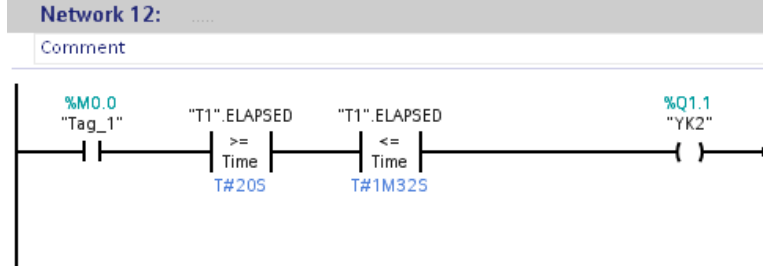 Network 12: .....
Comment
%M0.0
"Tag_1"
"T1".ELAPSED
>=
Time
T#20S
"T1".ELAPSED
<=
Time
T#1M32S
%Q1.1
"YK2"